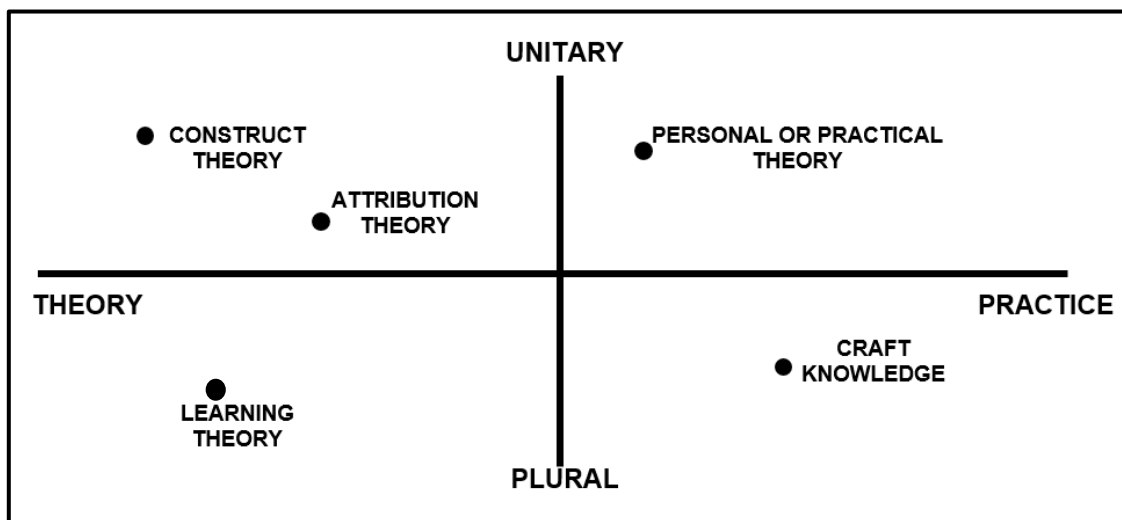 UNITARY
CONSTRUCT
THEORY
PERSONAL OR PRACTICAL
THEORY
ATTRIBUTION
THEORY
THEORY
PRACTICE
CRAFT
KNOWLEDGE
LEARNING
THEORY
PLURAL